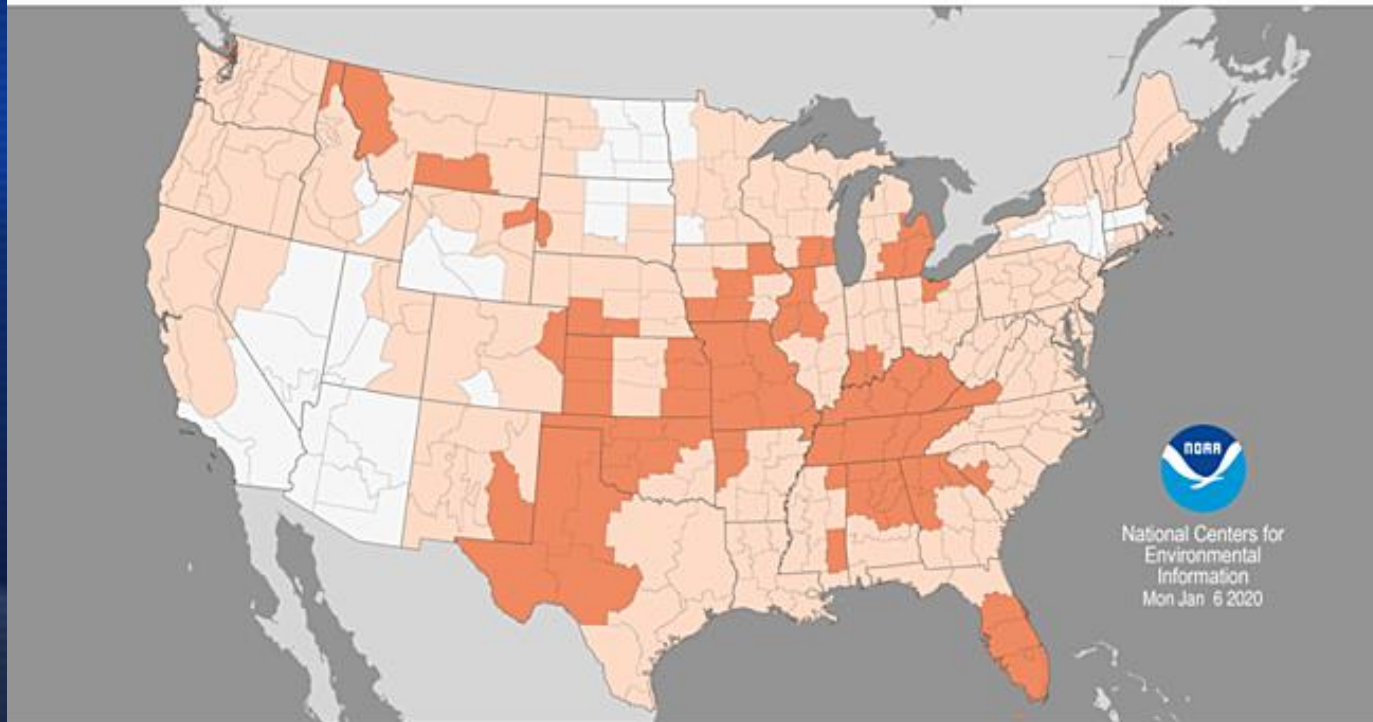 NOAA
National Centers for
Environmental
Information
Mon Jan 6 2020